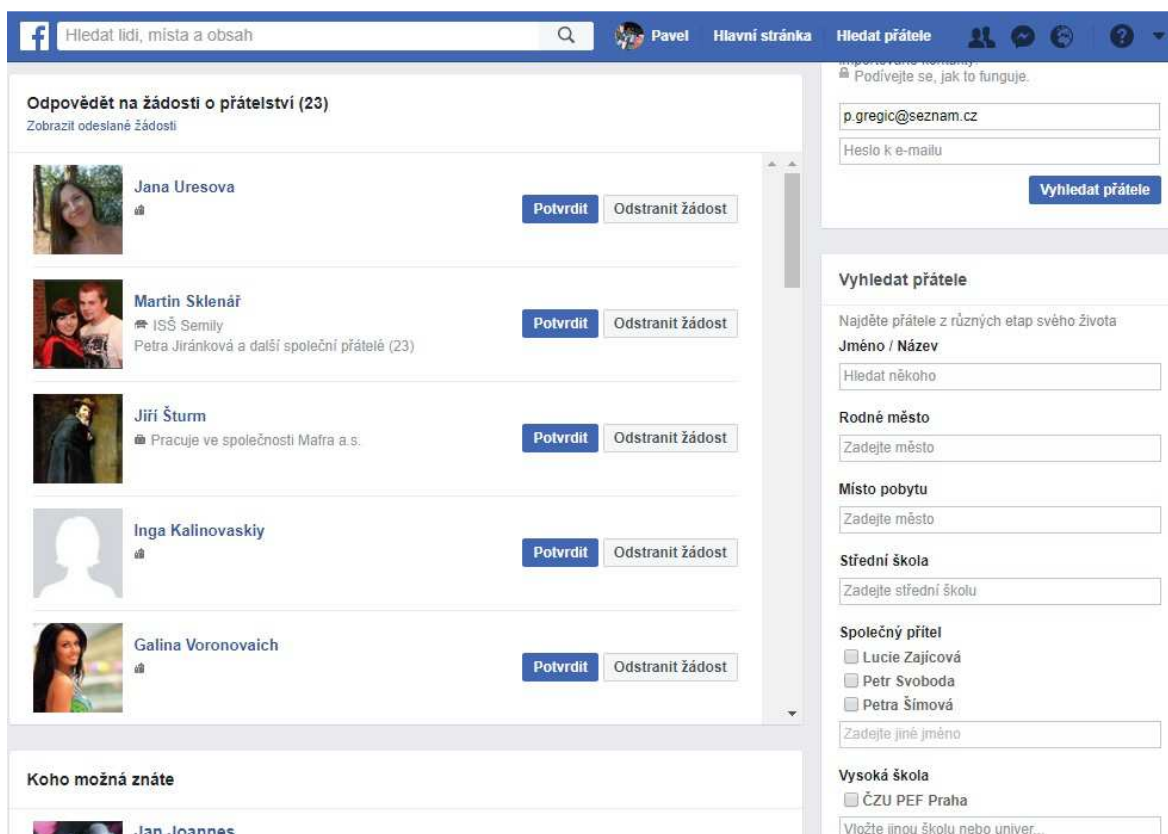 f
Hledat lidi, místa a obsah
Pavel
Hlavní stránka
Hledat přátele
Odpovědět na žádosti o přátelství (23)
Zobrazit odeslané žádosti
Jana Uresova
Potvrdit
Odstranit žádost
Martin Sklenář
ISŠ Semily
Petra Jiránková a další společní přátelé (23)
Potvrdit
Odstranit žádost
Jiří Šturm
Pracuje ve společnosti Mafra a.s.
Potvrdit
Odstranit žádost
Inga Kalinovaskiy
Potvrdit
Odstranit žádost
Galina Voronovaich
Potvrdit
Odstranit žádost
Koho možná znáte
Jan Joannes
importované kontakty.
Podívejte se, jak to funguje.
p.gregic@seznam.cz
Heslo k e-mailu
Vyhledat přátele
Vyhledat přátele
Najděte přátele z různých etap svého života
Jméno / Název
Hledat někoho
Rodné město
Zadejte město
Místo pobytu
Zadejte město
Střední škola
Zadejte střední školu
Společný přítel
Lucie Zajícová
Petr Svoboda
Petra Šímová
Zadejte jiné jméno
Vysoká škola
ČZU PEF Praha
Vložte jinou školu nebo univer...